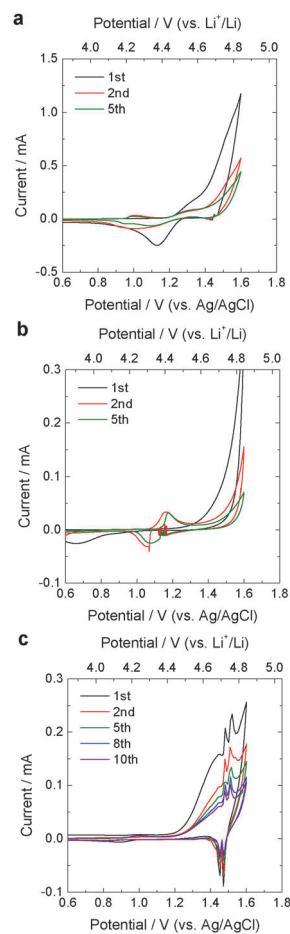 a
Potential / V (vs. Li⁺/Li)
3.8 4.0 4.2 4.4 4.6 4.8 5.0
1.5
1st
2nd
5th
1.0
Current / mA
0.5
0.0
-0.5
0.6 0.8 1.0 1.2 1.4 1.6 1.8
Potential / V (vs. Ag/AgCl)
b
Potential / V (vs. Li⁺/Li)
4.0 4.2 4.4 4.6 4.8 5.0
0.3
1st
2nd
5th
0.2
Current / mA
0.1
0.0
-0.1
0.6 0.8 1.0 1.2 1.4 1.6 1.8
Potential / V (vs. Ag/AgCl)
c
Potential / V (vs. Li⁺/Li)
4.0 4.2 4.4 4.6 4.8 5.0
0.3
1st
2nd
5th
8th
10th
0.2
Current / mA
0.1
0.0
-0.1
0.6 0.8 1.0 1.2 1.4 1.6 1.8
Potential / V (vs. Ag/AgCl)